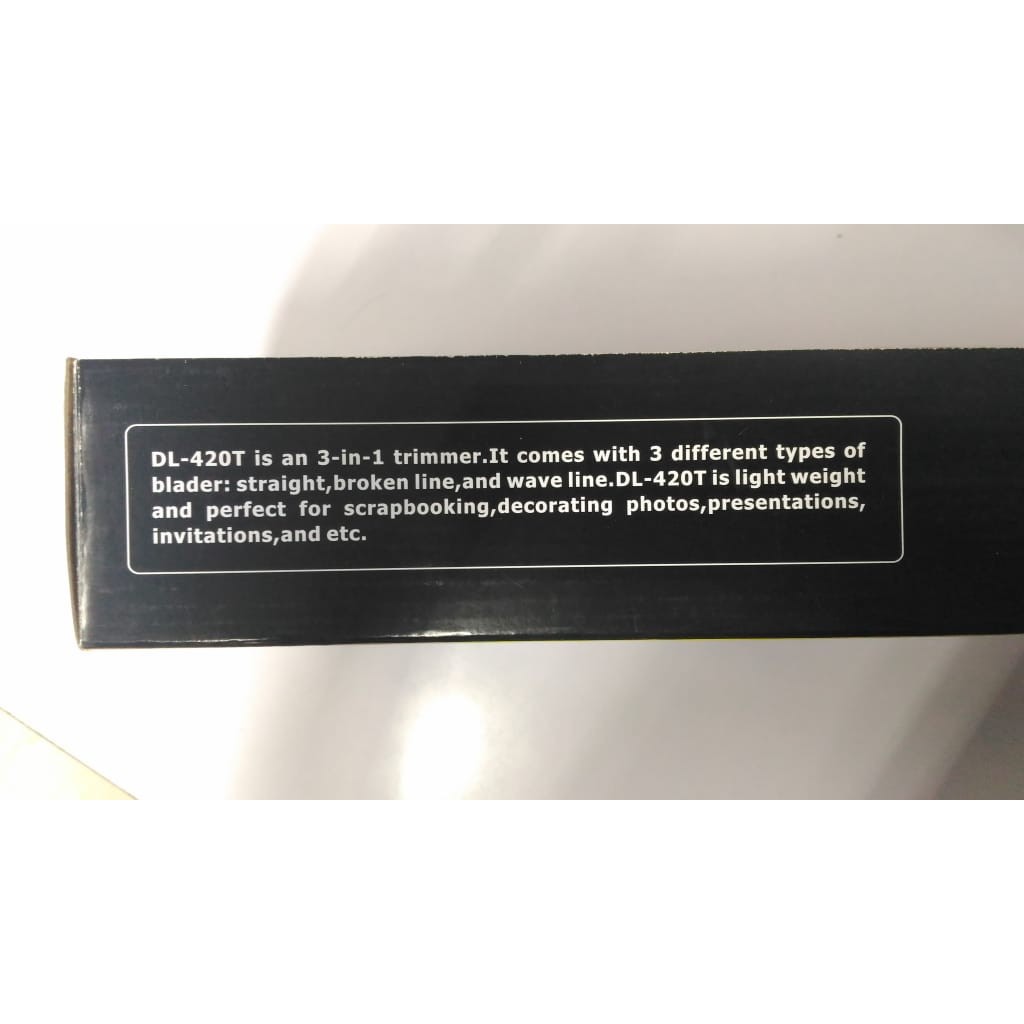 DL-420T is an 3-in-1 trimmer.It comes with 3 different types of
blader: straight,broken line,and wave line.DL-420T is light weight
and perfect for scrapbooking,decorating photos,presentations,
invitations,and etc.